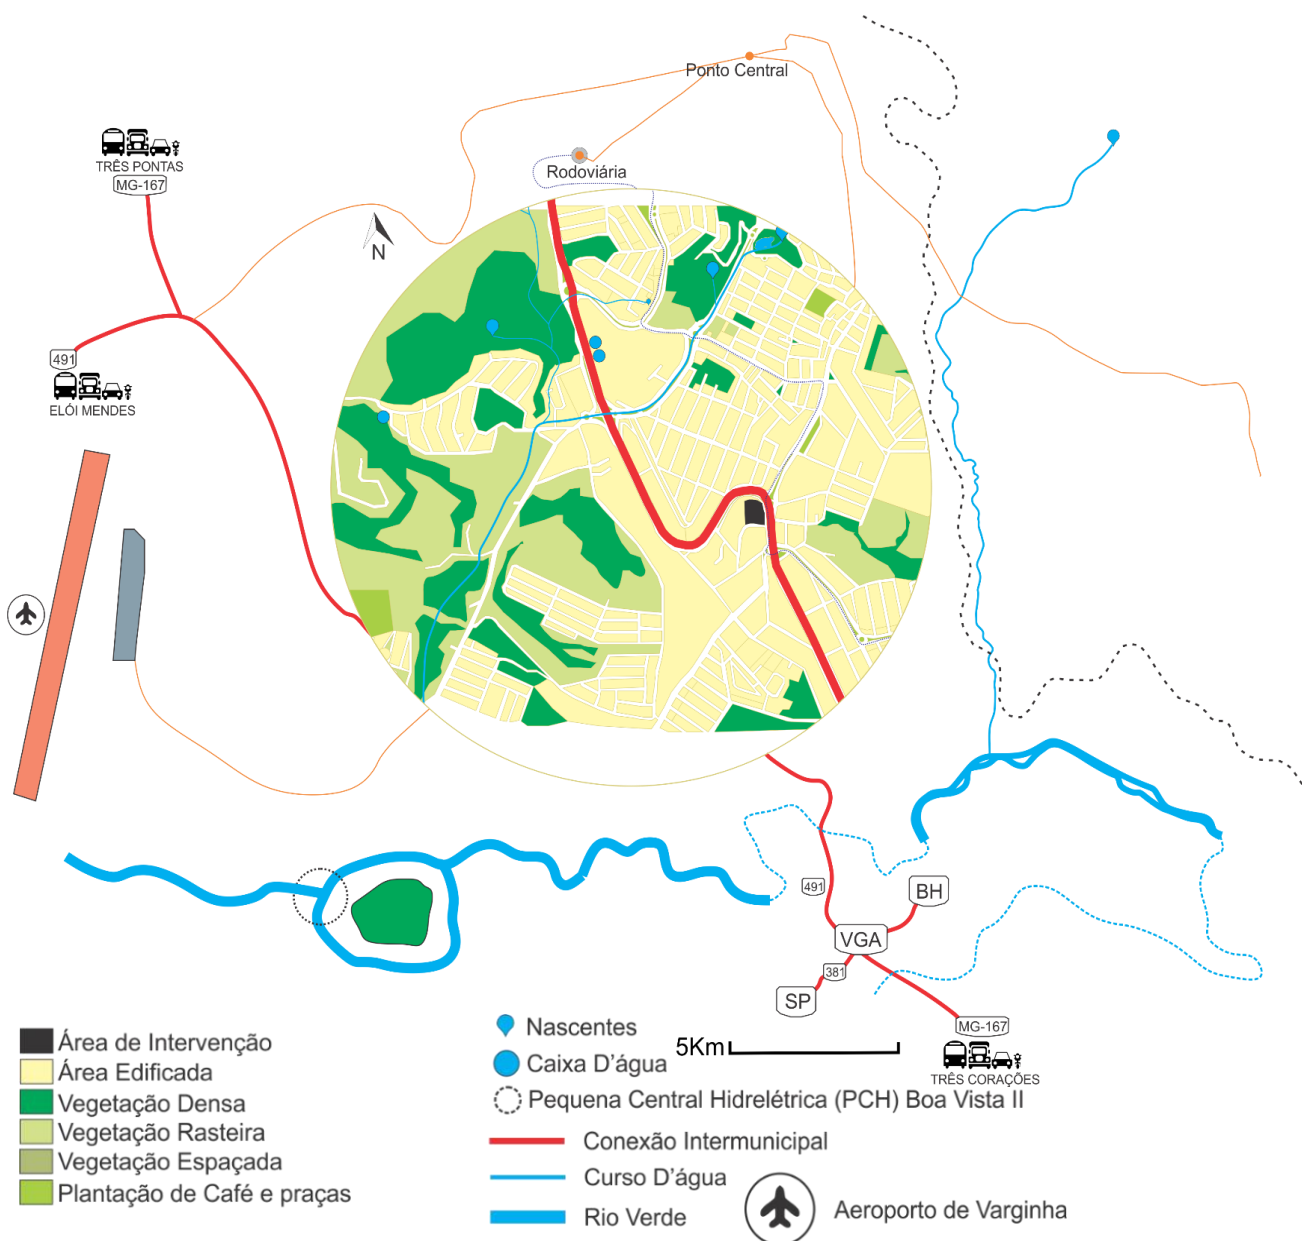 Ponto Central
Rodoviária
TRÊS PONTAS
MG-167
N
491
ELÓI MENDES
491
BH
VGA
381
SP
MG-167
TRÊS CORAÇÕES
5Km
Área de Intervenção
Área Edificada
Vegetação Densa
Vegetação Rasteira
Vegetação Espaçada
Plantação de Café e praças
Nascentes
Caixa D'água
Pequena Central Hidrelétrica (PCH) Boa Vista II
Conexão Intermunicipal
Curso D'água
Rio Verde
Aeroporto de Varginha